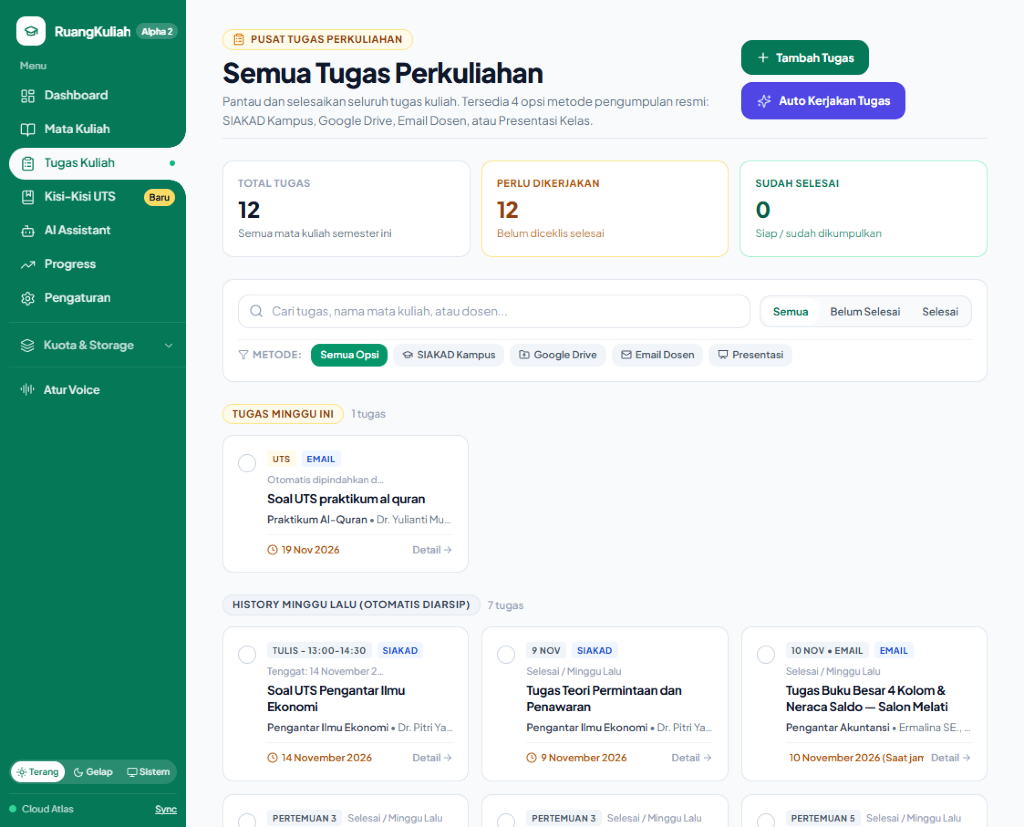 RuangKuliah Alpha 2
Menu
Dashboard
Mata Kuliah
Tugas Kuliah
Kisi-Kisi UTS Baru
AI Assistant
Progress
Pengaturan
Kuota & Storage
Atur Voice
Terang Gelap Sistem
Cloud Atlas Sync
PUSAT TUGAS PERKULIAHAN
Semua Tugas Perkuliahan
Pantau dan selesaikan seluruh tugas kuliah. Tersedia 4 opsi metode pengumpulan resmi:
SIAKAD Kampus, Google Drive, Email Dosen, atau Presentasi Kelas.
Tambah Tugas
Auto Kerjakan Tugas
TOTAL TUGAS
12
Semua mata kuliah semester ini
PERLU DIKERJAKAN
12
Belum diceklis selesai
SUDAH SELESAI
0
Siap / sudah dikumpulkan
Cari tugas, nama mata kuliah, atau dosen...
Semua Belum Selesai Selesai
METODE: Semua Opsi SIAKAD Kampus Google Drive Email Dosen Presentasi
TUGAS MINGGU INI 1 tugas
UTS EMAIL
Otomatis dipindahkan d...
Soal UTS praktikum al quran
Praktikum Al-Quran • Dr. Yulianti Mu...
19 Nov 2026 Detail →
HISTORY MINGGU LALU (OTOMATIS DIARSIP) 7 tugas
TULIS - 13:00-14:30 SIAKAD
Tenggat: 14 November 2...
Soal UTS Pengantar Ilmu
Ekonomi
Pengantar Ilmu Ekonomi • Dr. Pitri Ya...
14 November 2026 Detail →
9 NOV SIAKAD
Selesai / Minggu Lalu
Tugas Teori Permintaan dan
Penawaran
Pengantar Ilmu Ekonomi • Dr. Pitri Ya...
9 November 2026 Detail →
10 NOV • EMAIL EMAIL
Selesai / Minggu Lalu
Tugas Buku Besar 4 Kolom &
Neraca Saldo — Salon Melati
Pengantar Akuntansi • Ermalina SE., ...
10 November 2026 (Saat jam Detail →
PERTEMUAN 3 Selesai / Minggu Lalu
PERTEMUAN 3 Selesai / Minggu Lalu
PERTEMUAN 5 Selesai / Minggu Lalu